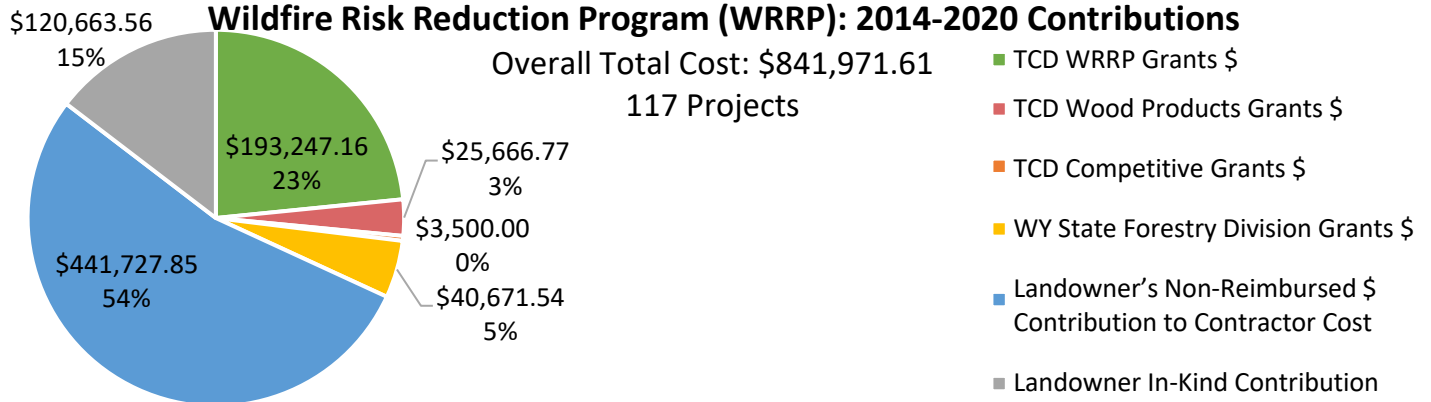 Wildfire Risk Reduction Program (WRRP): 2014-2020 Contributions
Overall Total Cost: $841,971.61
117 Projects
$120,663.56
15%
$193,247.16
23%
$25,666.77
3%
$3,500.00
0%
$40,671.54
5%
$441,727.85
54%
TCD WRRP Grants $
TCD Wood Products Grants $
TCD Competitive Grants $
WY State Forestry Division Grants $
Landowner’s Non-Reimbursed $
Contribution to Contractor Cost
Landowner In-Kind Contribution